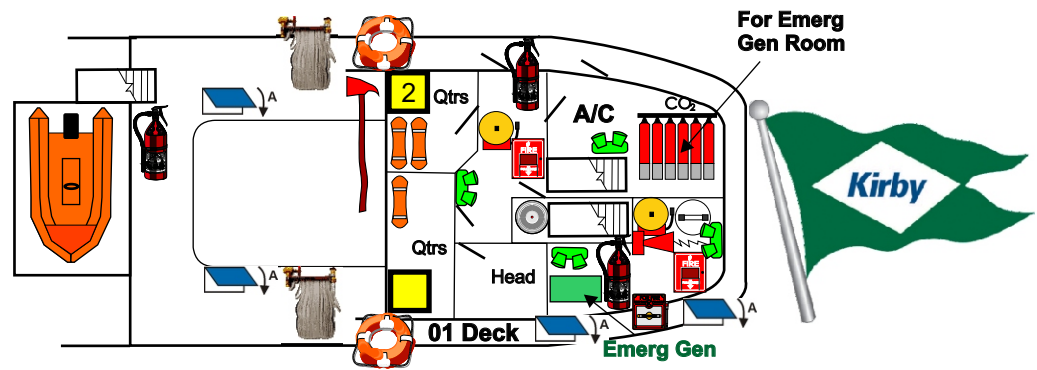 For Emerg
Gen Room
CO2
A
2
Qtrs
A/C
FIRE
Kirby
Qtrs
FIRE
A
Head
A
A
01 Deck
Emerg Gen